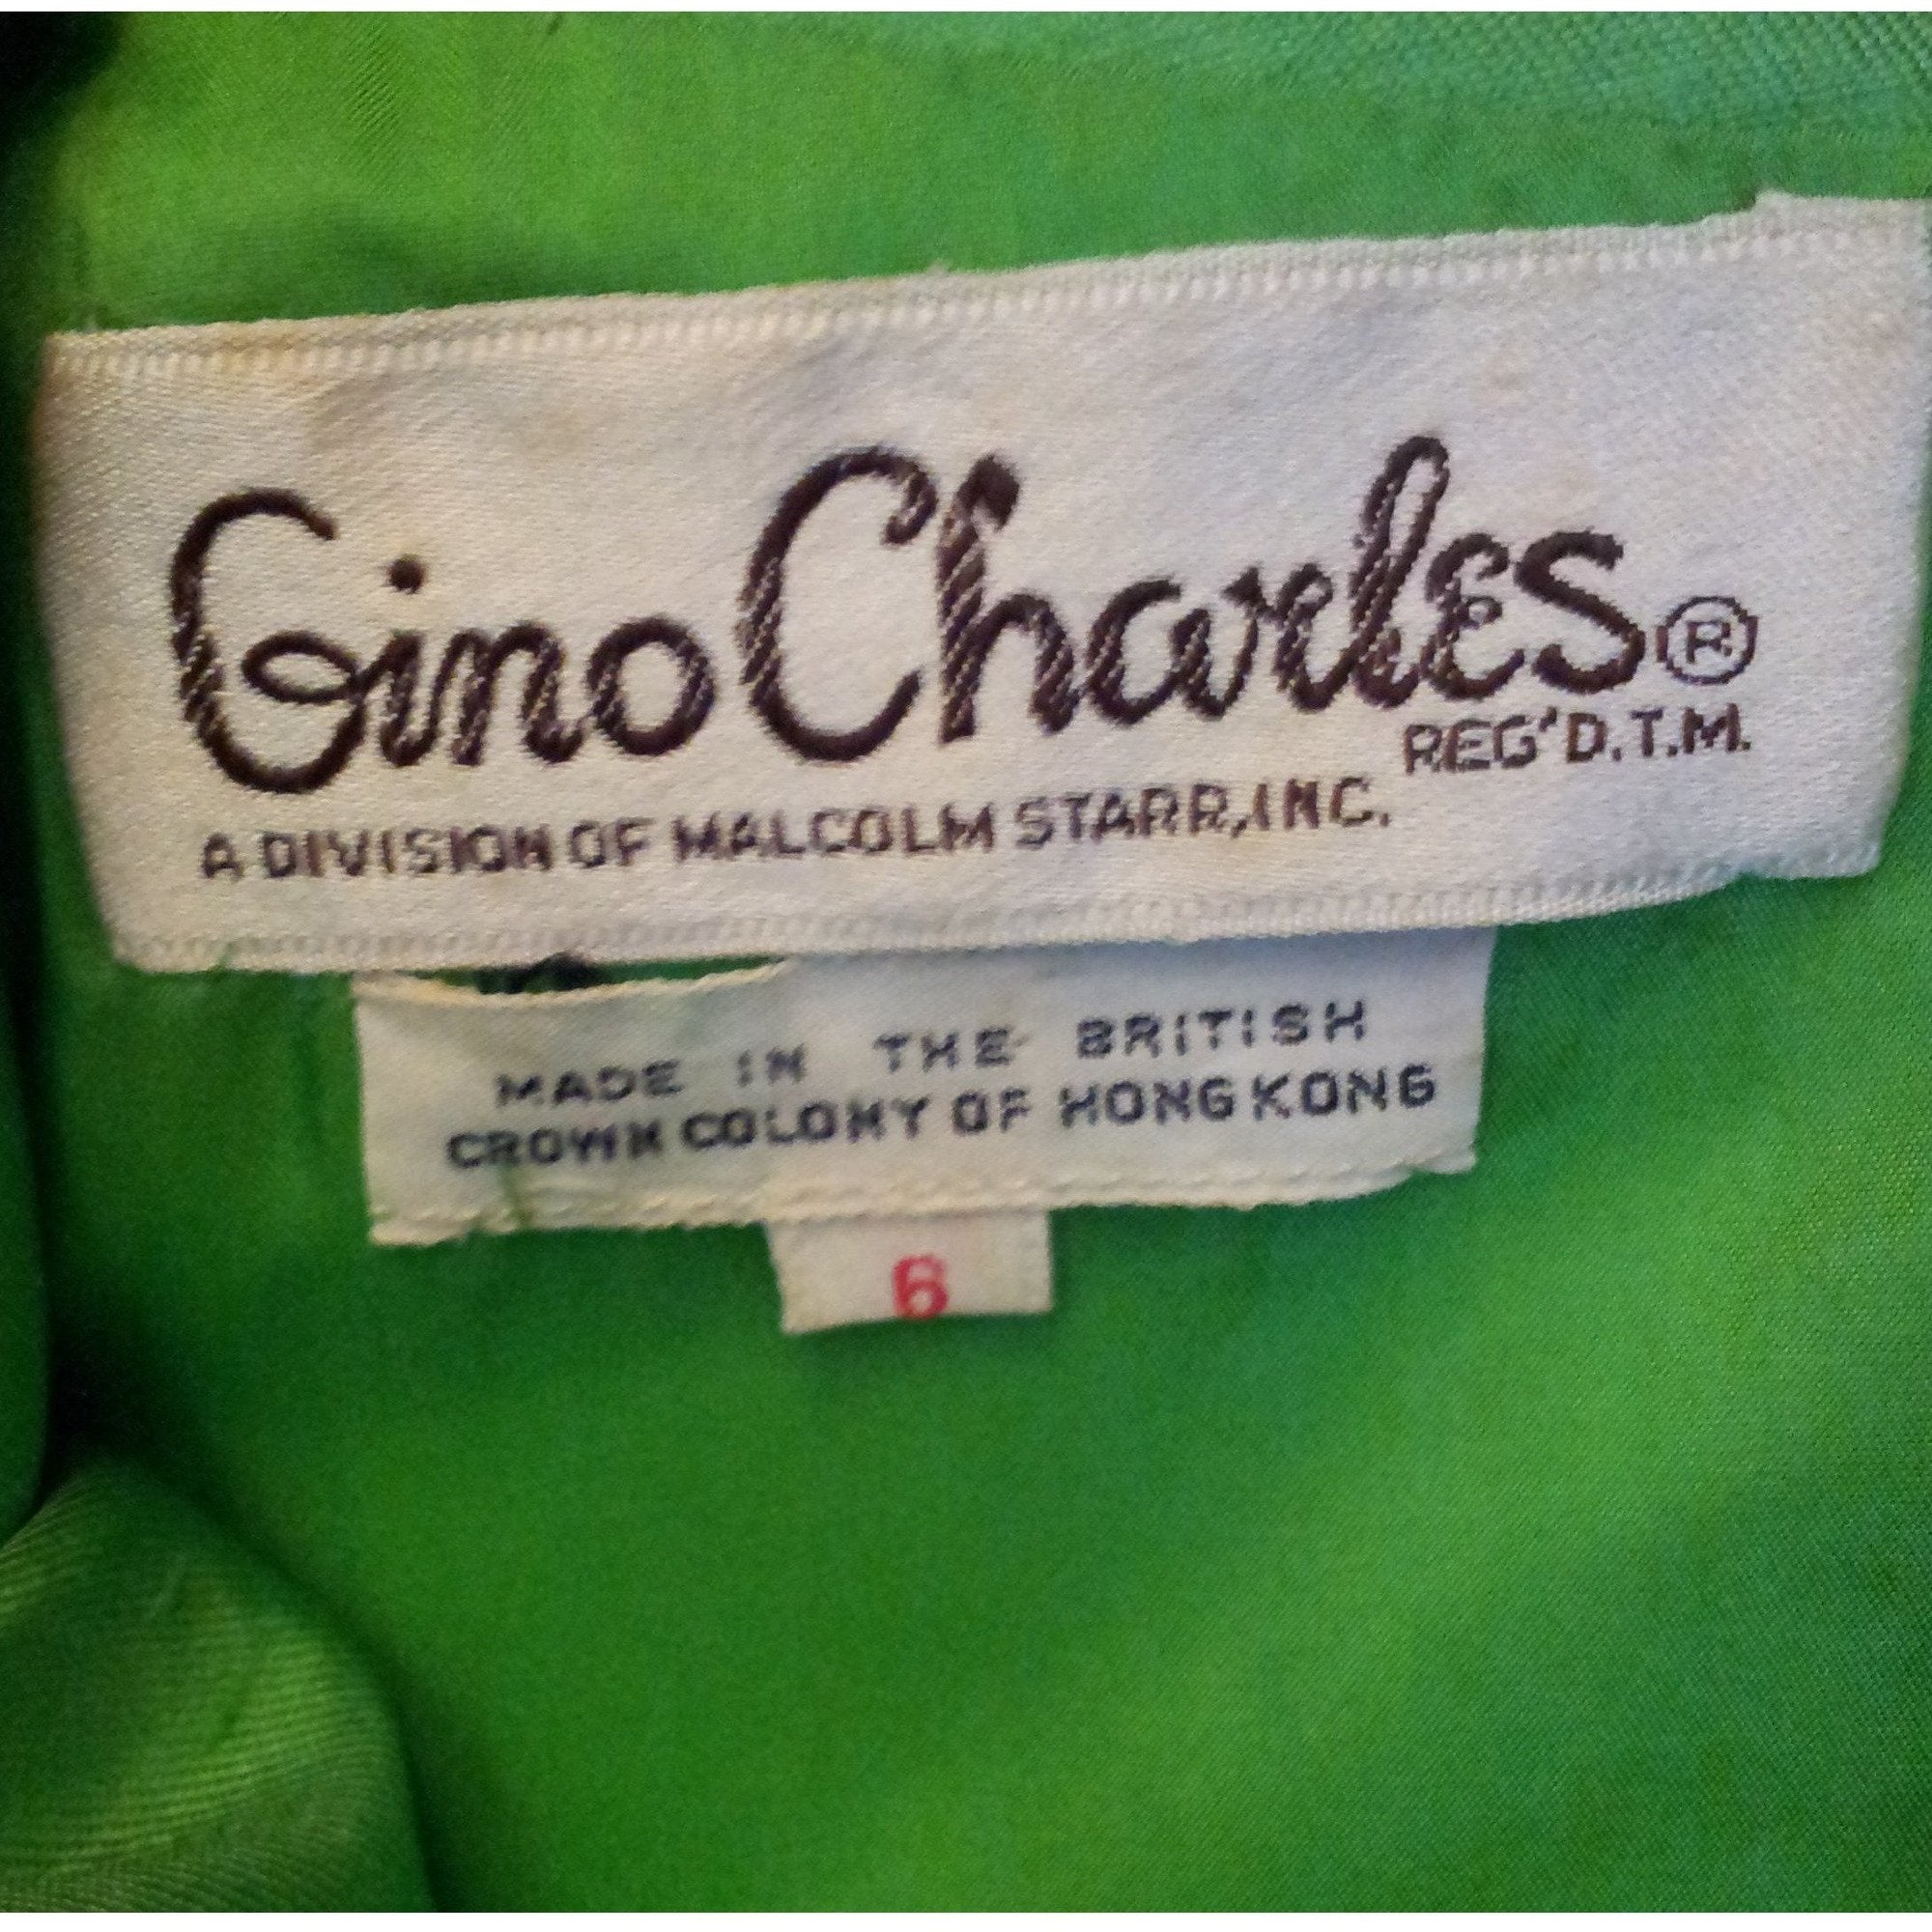 Gino Charles ®
REG'D.T.M.
A DIVISION OF MALCOLM STARR, INC.
MADE IN THE BRITISH
CROWN COLONY OF HONG KONG
6